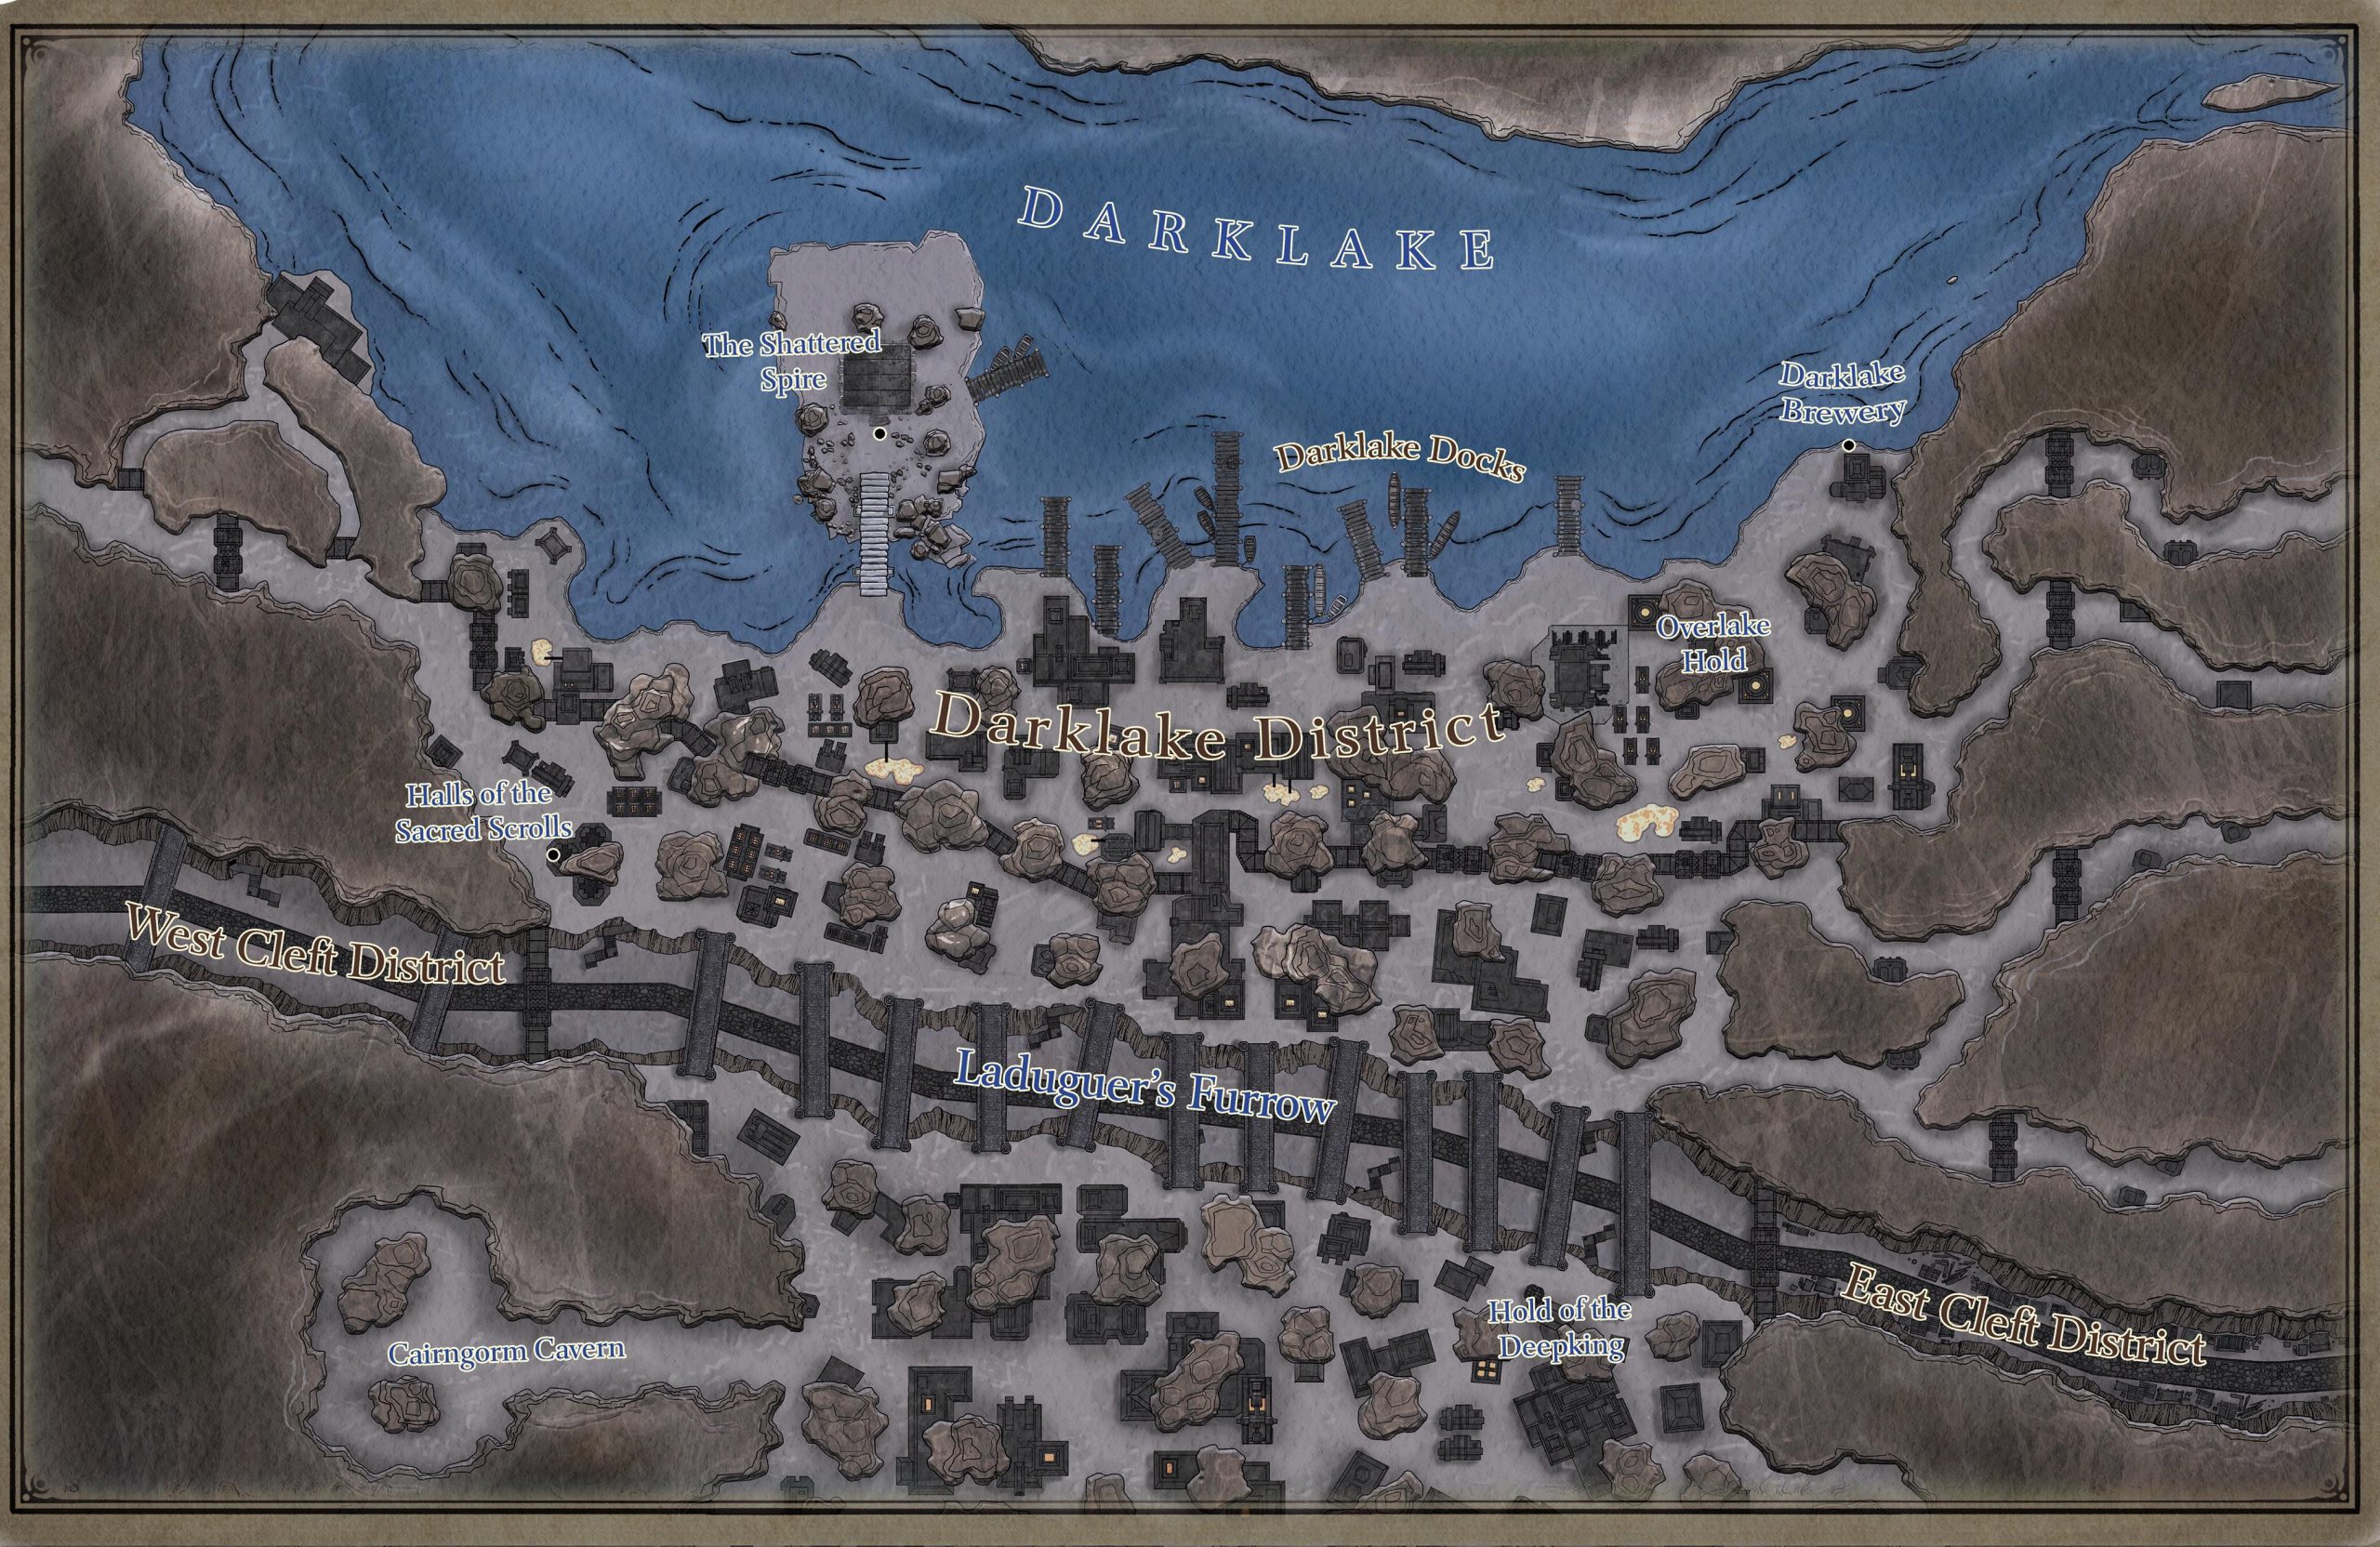 DARKLAKE
The Shattered
Spire
Darklake
Brewery
Darklake Docks
Overlake
Hold
Darklake District
Halls of the
Sacred Scrolls
West Cleft District
Laduguer's Furrow
East Cleft District
Hold of the
Deepking
Cairngorm Cavern